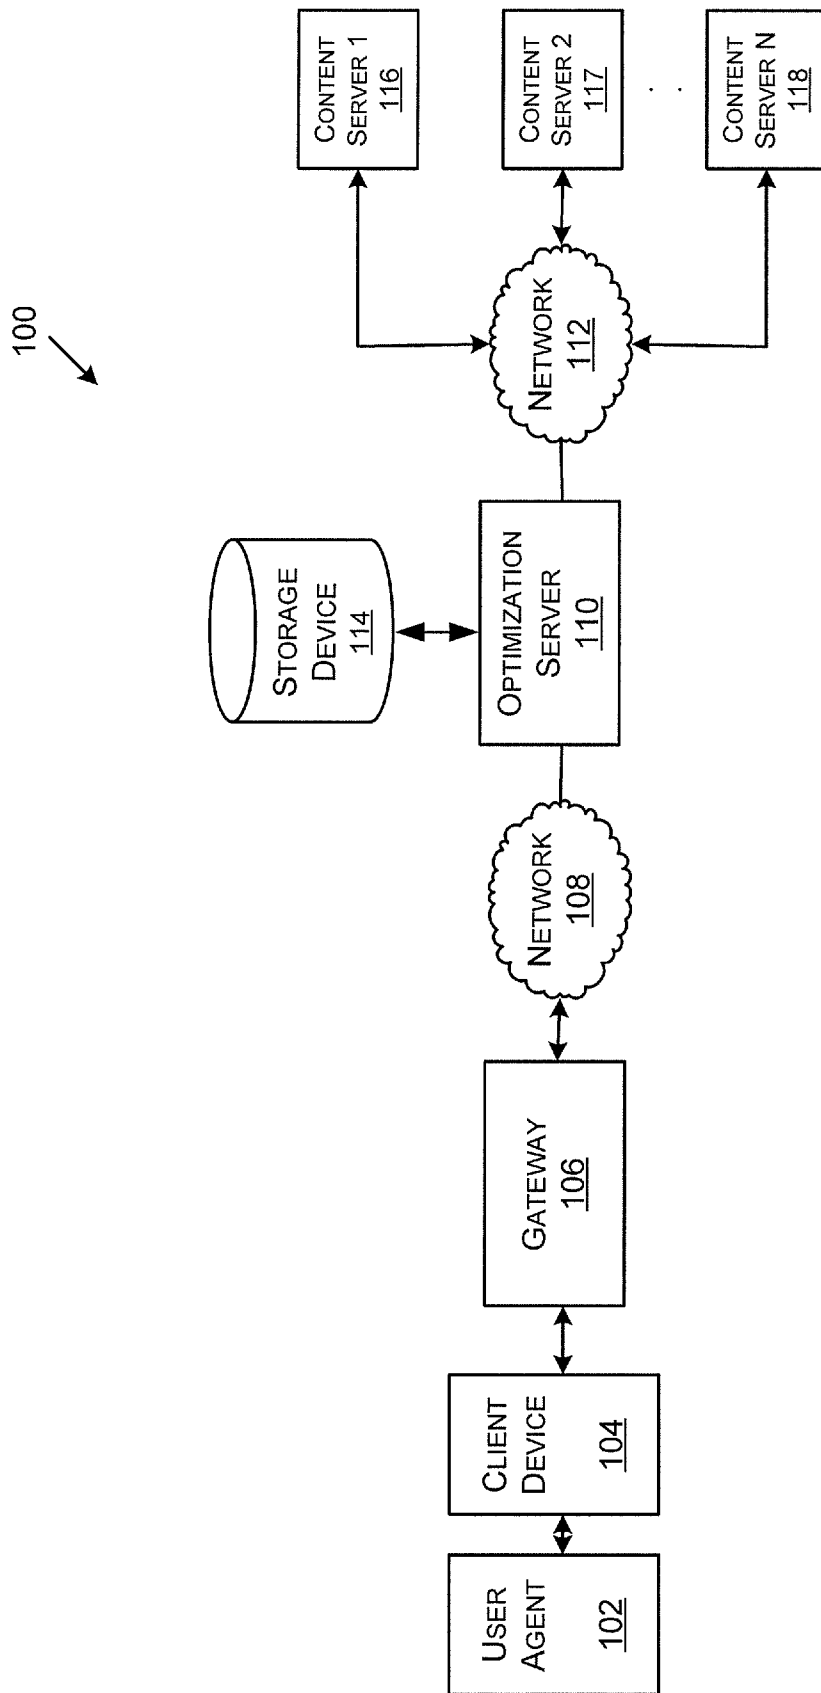 100
USER
AGENT
102
CLIENT
DEVICE
104
GATEWAY
106
NETWORK
108
STORAGE
DEVICE
114
OPTIMIZATION
SERVER
110
NETWORK
112
CONTENT
SERVER 1
116
CONTENT
SERVER 2
117
. .
CONTENT
SERVER N
118